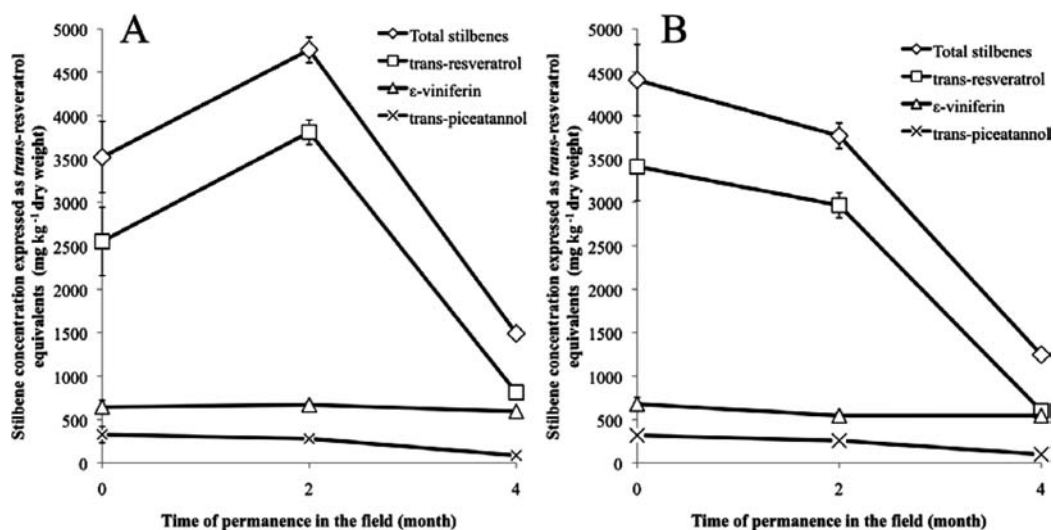 A
Total stilbenes
trans-resveratrol
ε-viniferin
trans-piceatannol
Stilbene concentration expressed as trans-resveratrol
equivalents (mg kg⁻¹ dry weight)
5000
4500
4000
3500
3000
2500
2000
1500
1000
500
0
0 2 4
Time of permanence in the field (month)
B
Total stilbenes
trans-resveratrol
ε-viniferin
trans-piceatannol
Stilbene concentration expressed as trans-resveratrol
equivalents (mg kg⁻¹ dry weight)
5000
4500
4000
3500
3000
2500
2000
1500
1000
500
0
0 2 4
Time of permanence in the field (month)